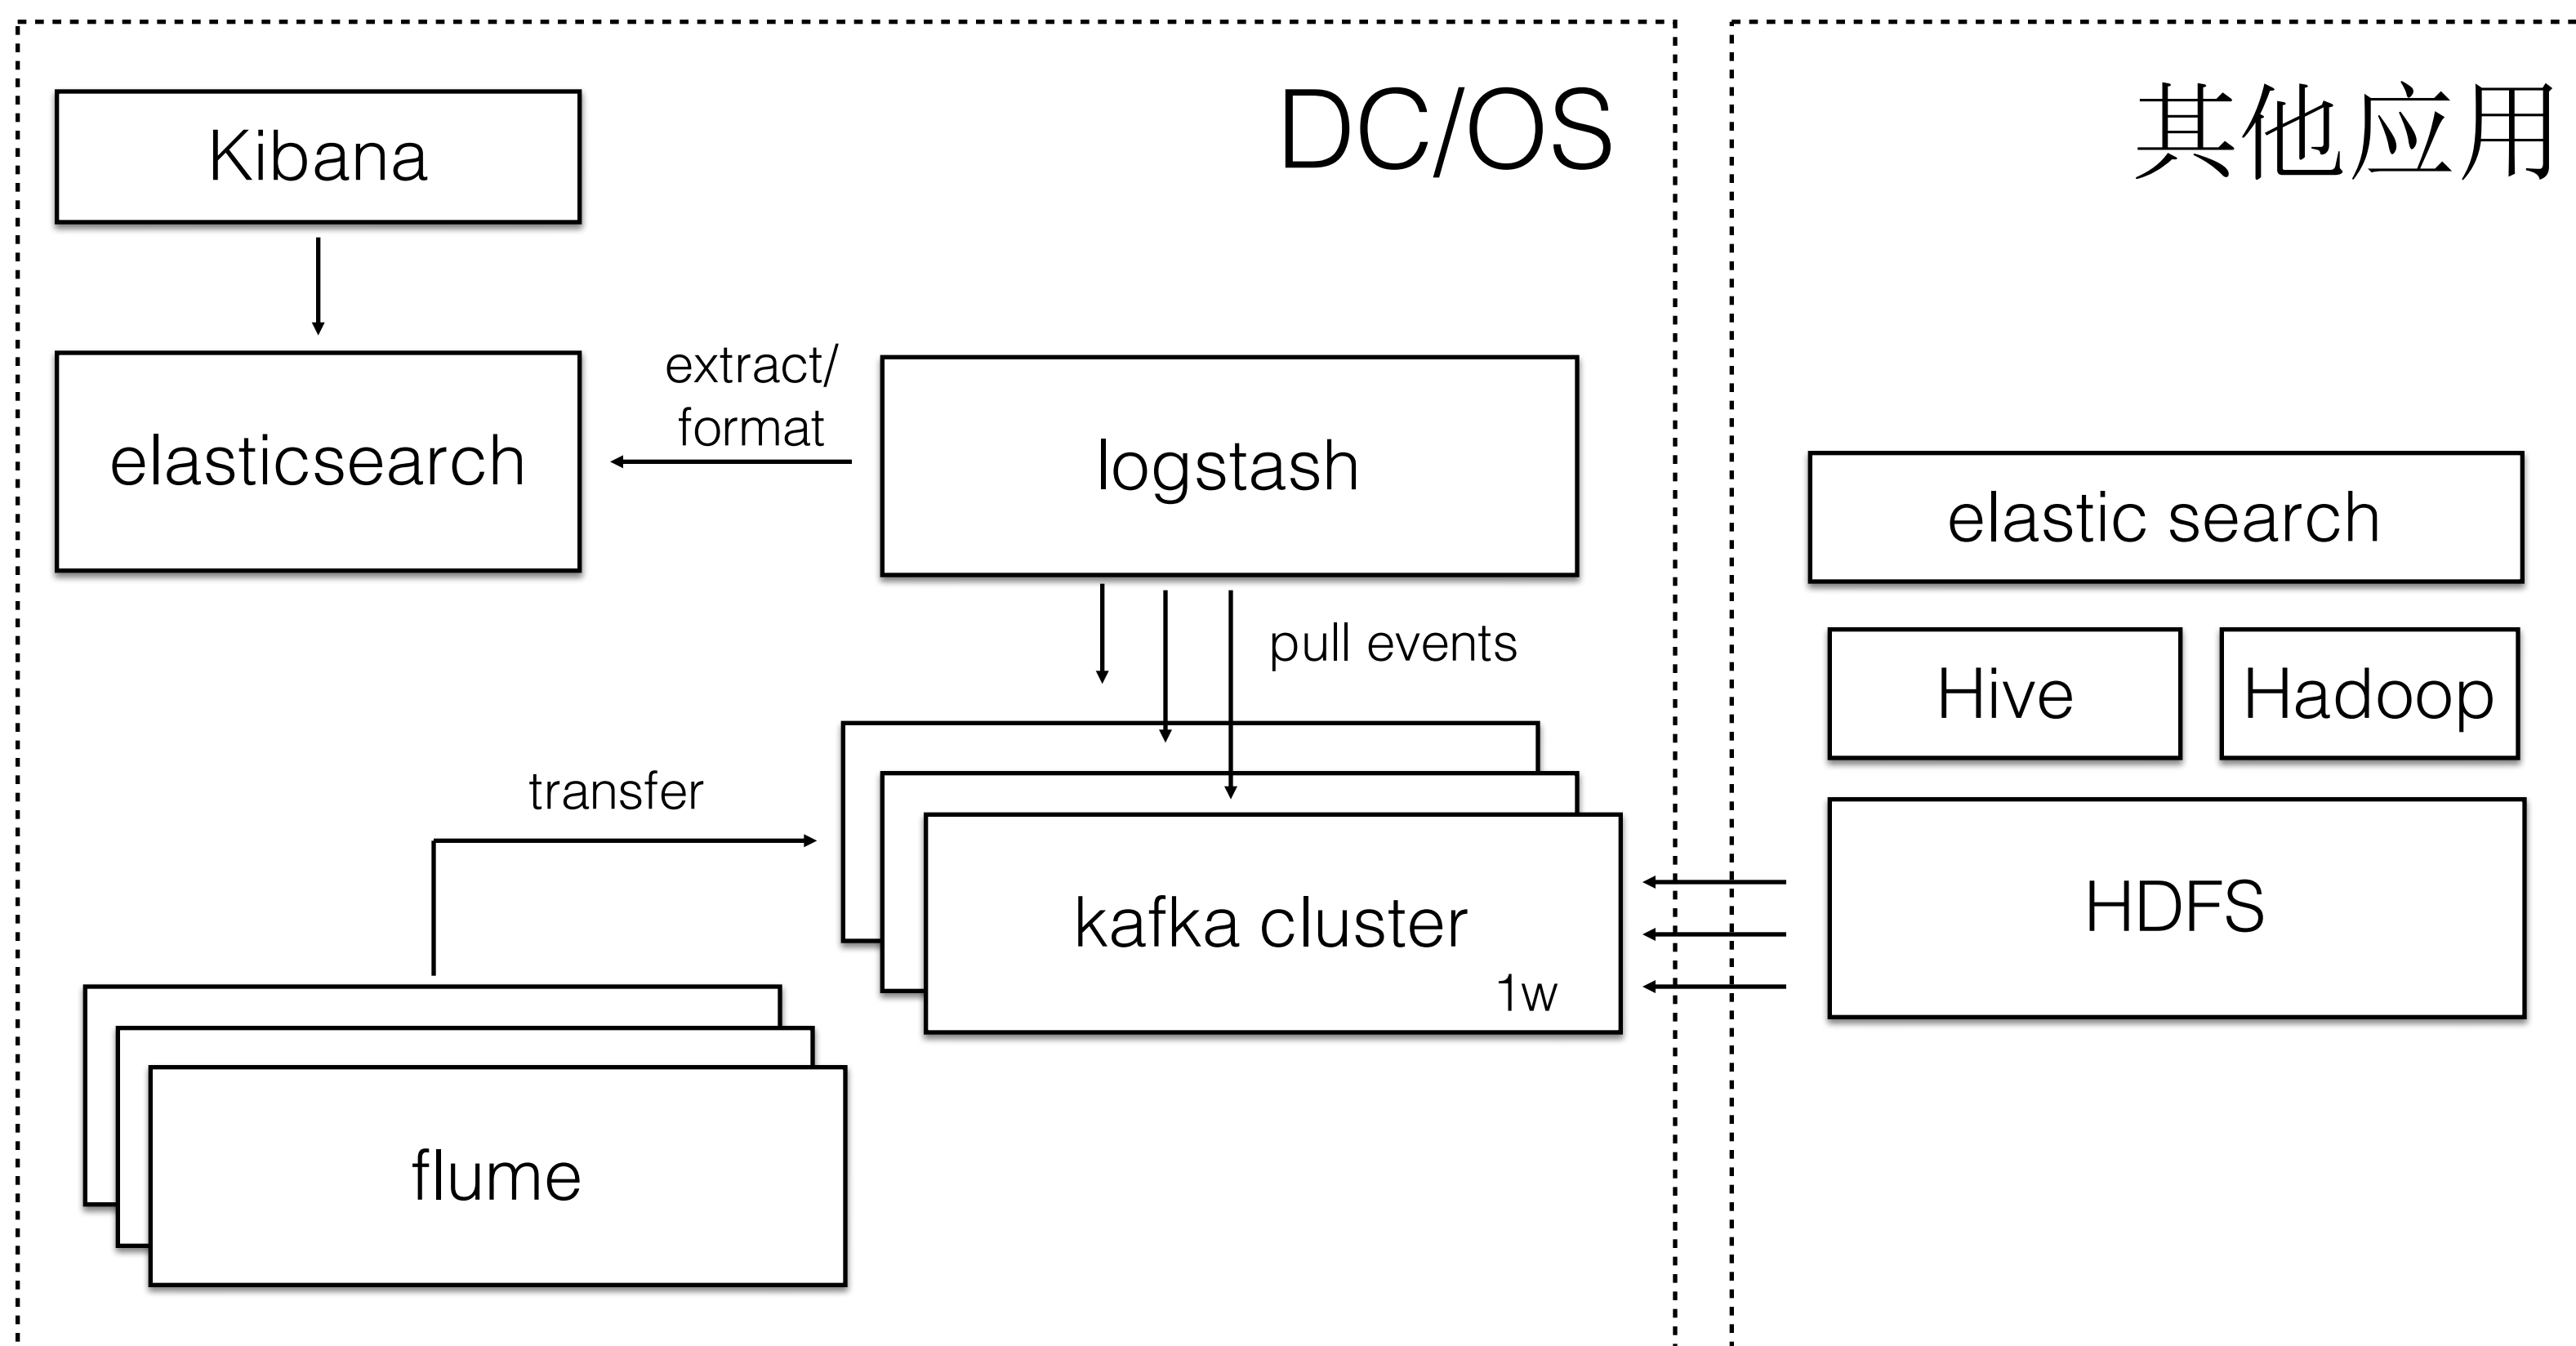 DC/OS
Kibana
elasticsearch
extract/
format
logstash
pull events
transfer
kafka cluster
1w
flume
其他应用
elastic search
Hive
Hadoop
HDFS